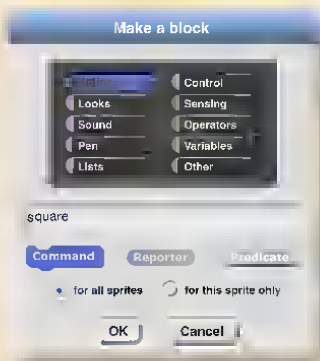 Make a block
Control
Looks Sensing
Sound Operators
Pen Variables
Lists Other
square
Command Reporter Predicate
for all sprites for this sprite only
OK Cancel